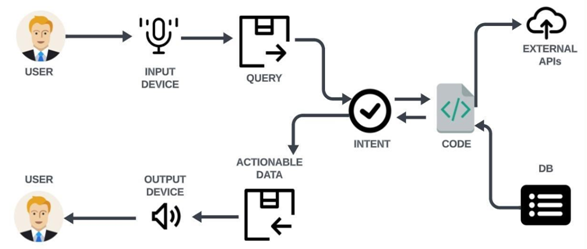 USER
INPUT
DEVICE
QUERY
INTENT
CODE
EXTERNAL
APIs
USER
OUTPUT
DEVICE
ACTIONABLE
DATA
DB